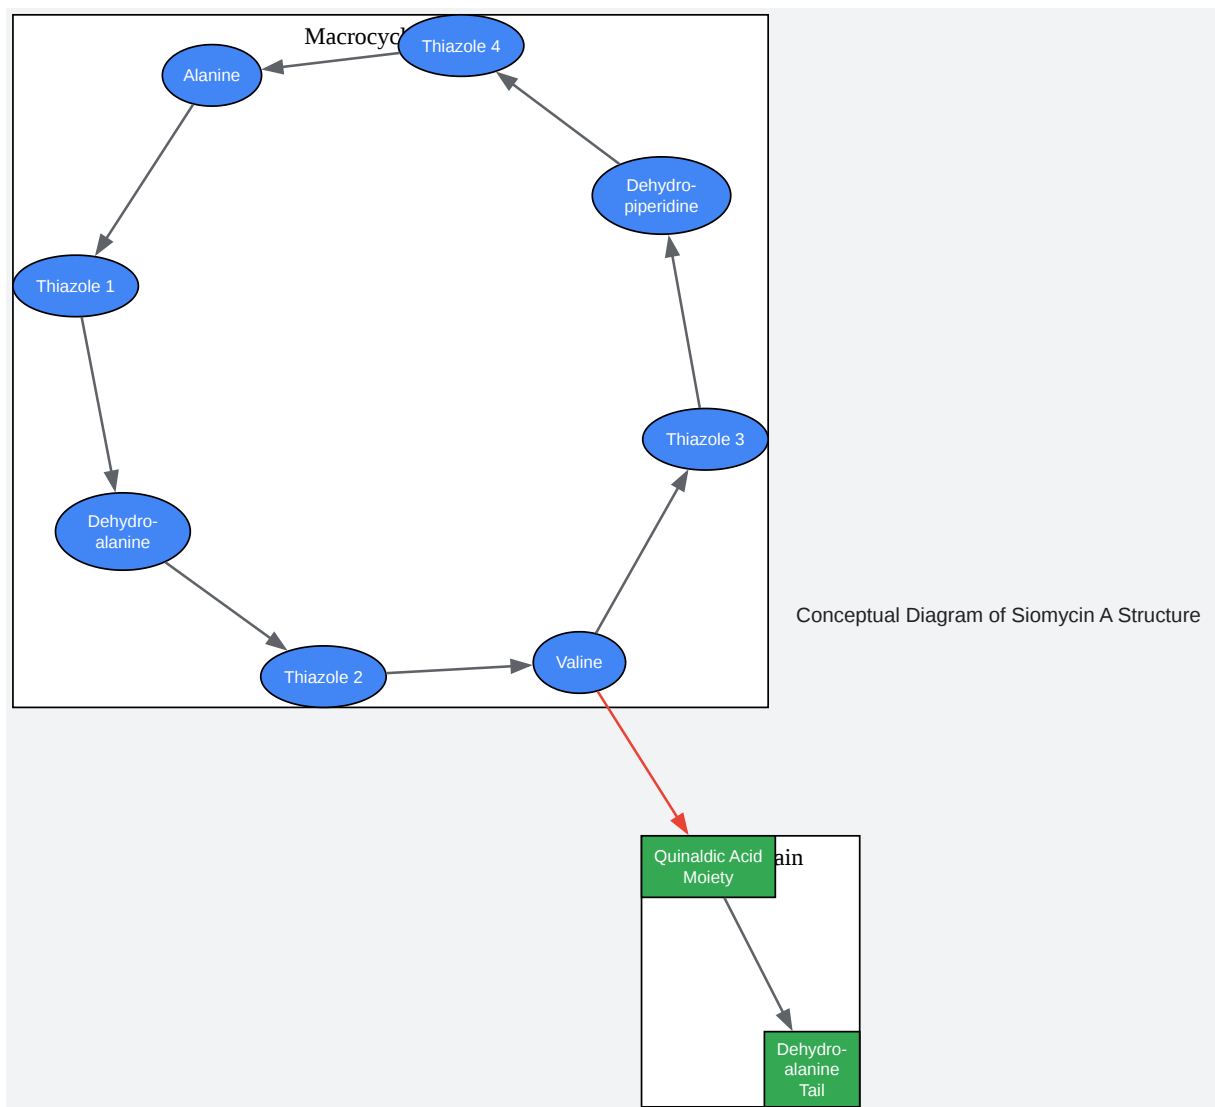 Macrocycl
Thiazole 4
Alanine
Dehydro-
piperidine
Thiazole 1
Thiazole 3
Dehydro-
alanine
Conceptual Diagram of Siomycin A Structure
Valine
Thiazole 2
Quinaldic Acid
Moiety
ain
Dehydro-
alanine
Tail